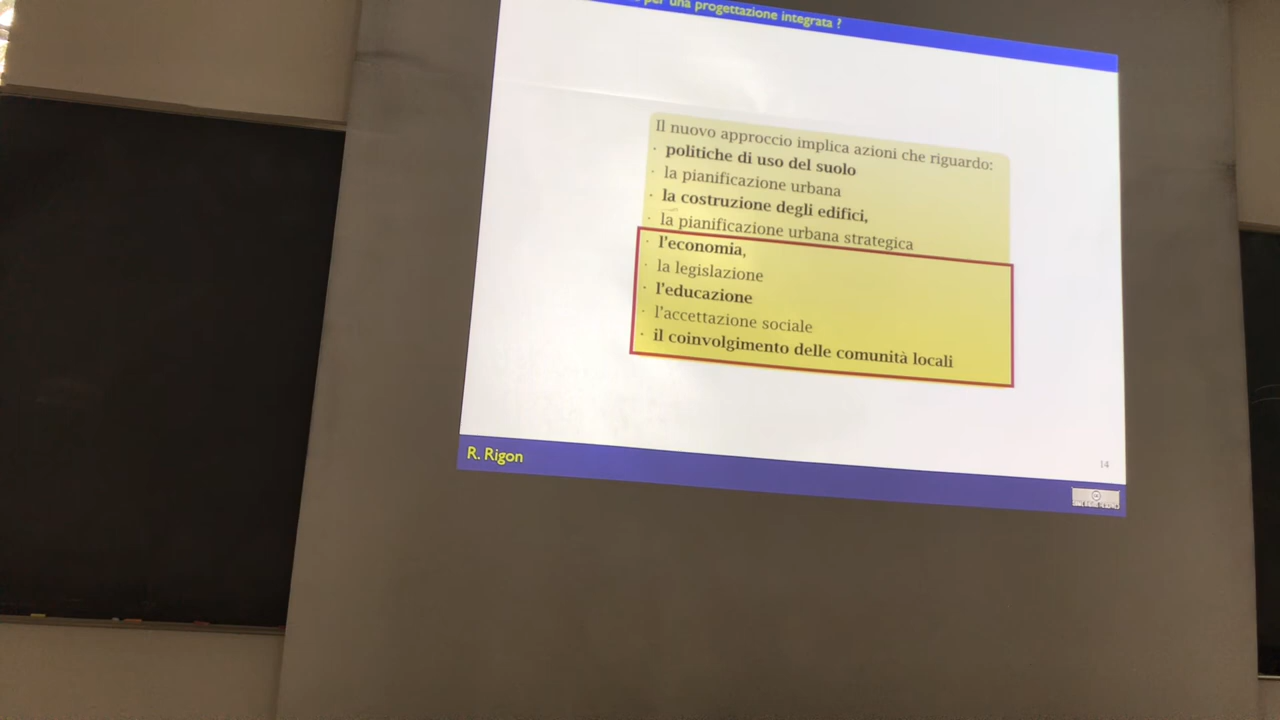 per una progettazione integrata ?
Il nuovo approccio implica azioni che riguardo:
· politiche di uso del suolo
· la pianificazione urbana
· la costruzione degli edifici,
· la pianificazione urbana strategica
· l'economia,
· la legislazione
· l'educazione
· l'accettazione sociale
· il coinvolgimento delle comunità locali
R. Rigon
14